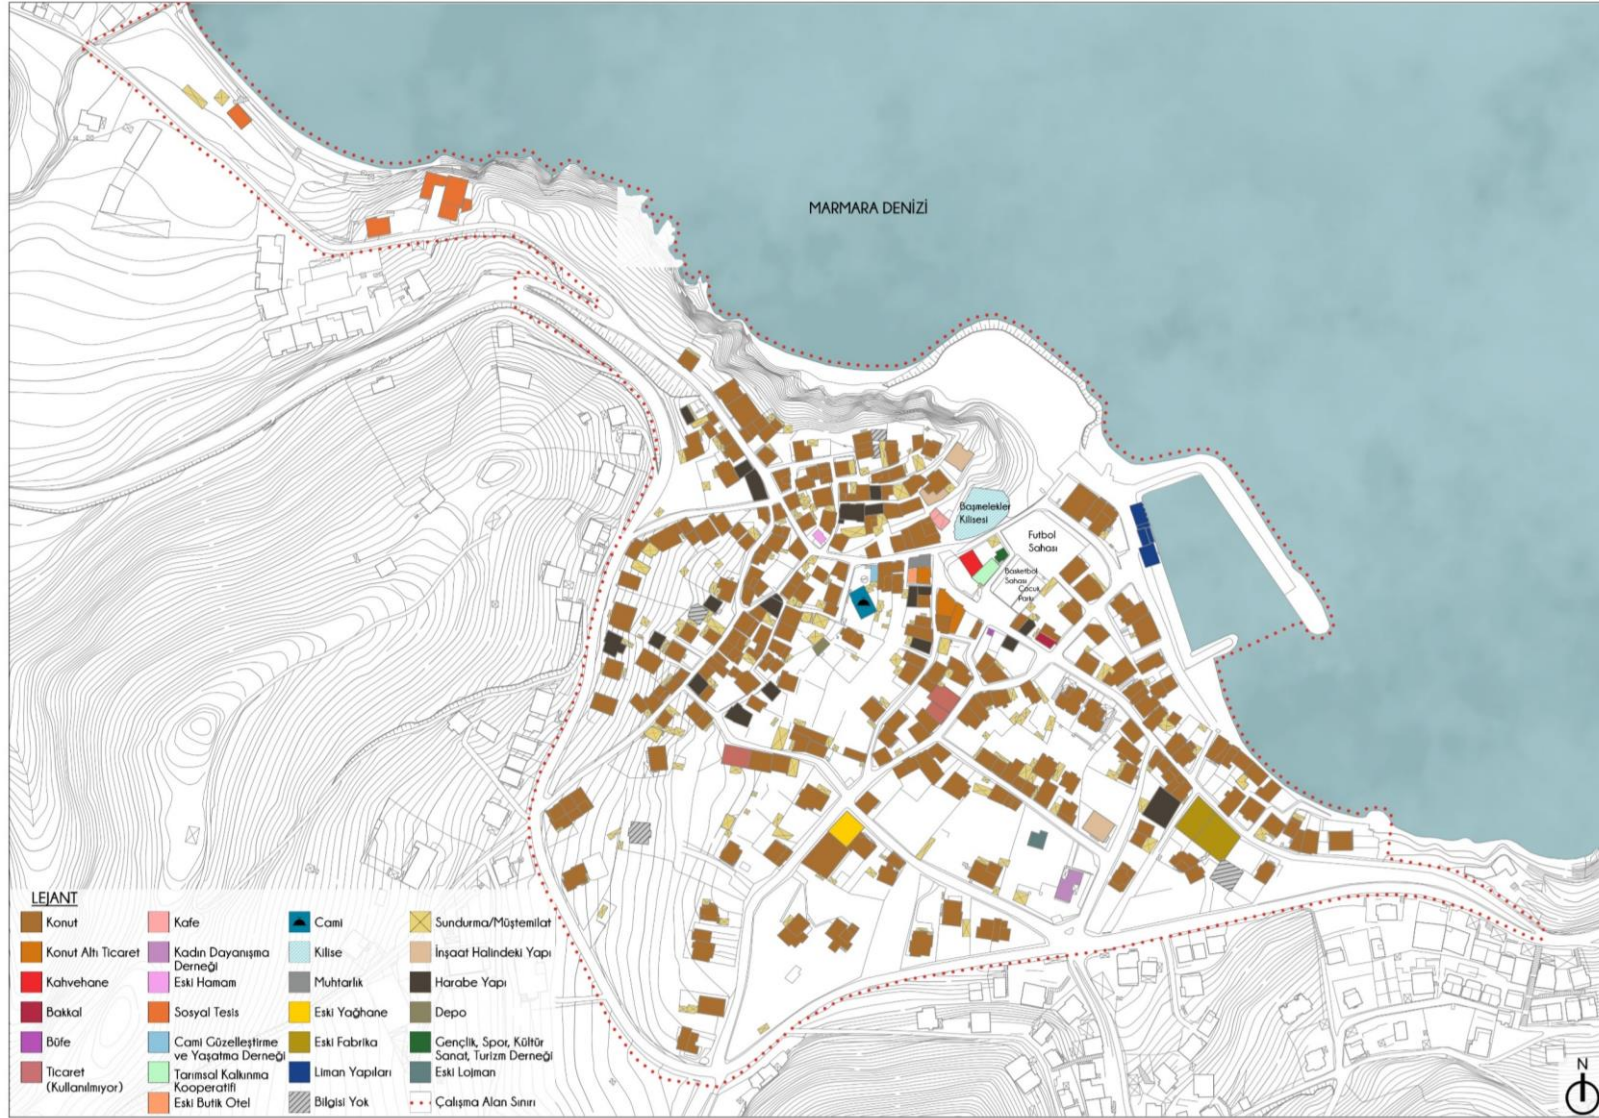 MARMARA DENİZİ
Başmelekler
Kilisesi
Futbol
Sahası
Basketbol
Sahası
Çocuk
Parkı
LEJANT
Konut
Konut Altı Ticaret
Kahvehane
Bakkal
Büfe
Ticaret
(Kullanılmıyor)
Kafe
Kadın Dayanışma
Derneği
Eski Hamam
Sosyal Tesis
Cami Güzelleştirme
ve Yaşatma Derneği
Tarımsal Kalkınma
Kooperatifi
Eski Butik Otel
Cami
Kilise
Muhtarlık
Eski Yağhane
Eski Fabrika
Liman Yapıları
Bilgisi Yok
Sundurma/Müştemilat
İnşaat Halindeki Yapı
Harabe Yapı
Depo
Gençlik, Spor, Kültür
Sanat, Turizm Derneği
Eski Lojman
Çalışma Alan Sınırı
N